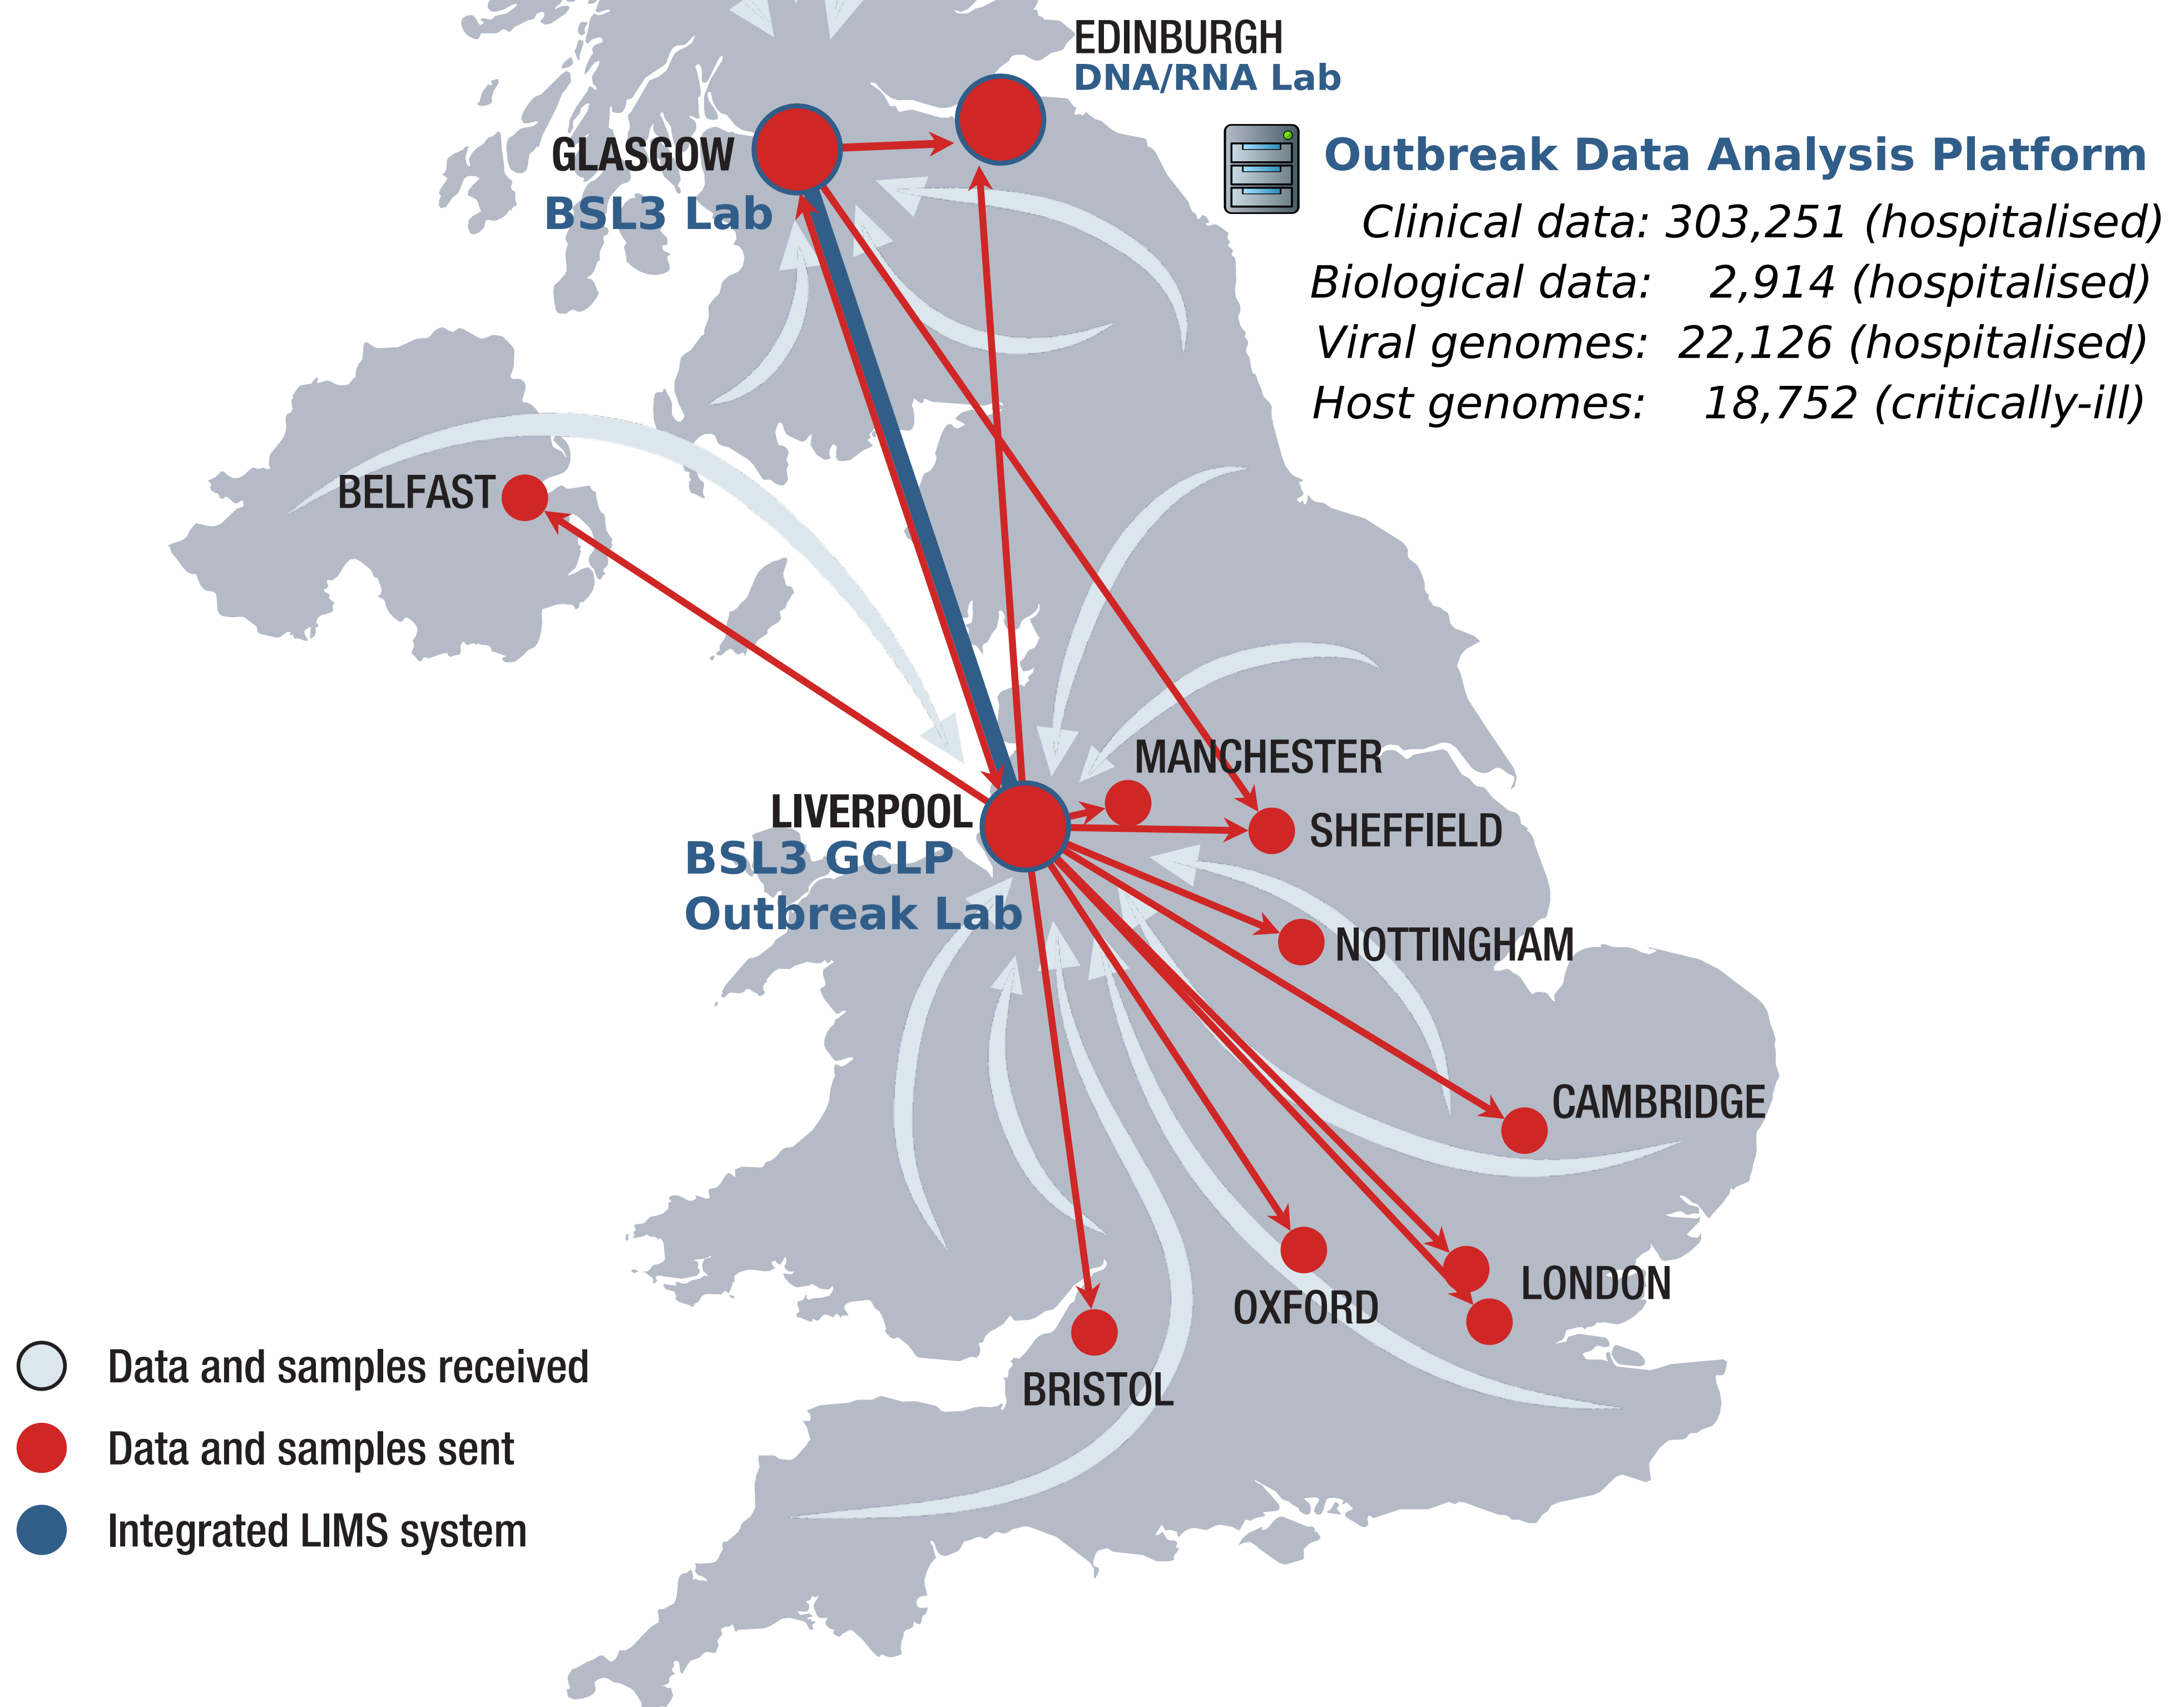 EDINBURGH
DNA/RNA Lab
GLASGOW
BSL3 Lab
Outbreak Data Analysis Platform
Clinical data: 303,251 (hospitalised)
Biological data: 2,914 (hospitalised)
Viral genomes: 22,126 (hospitalised)
Host genomes: 18,752 (critically-ill)
BELFAST
MANCHESTER
LIVERPOOL
BSL3 GCLP
Outbreak Lab
SHEFFIELD
NOTTINGHAM
CAMBRIDGE
LONDON
OXFORD
BRISTOL
Data and samples received
Data and samples sent
Integrated LIMS system